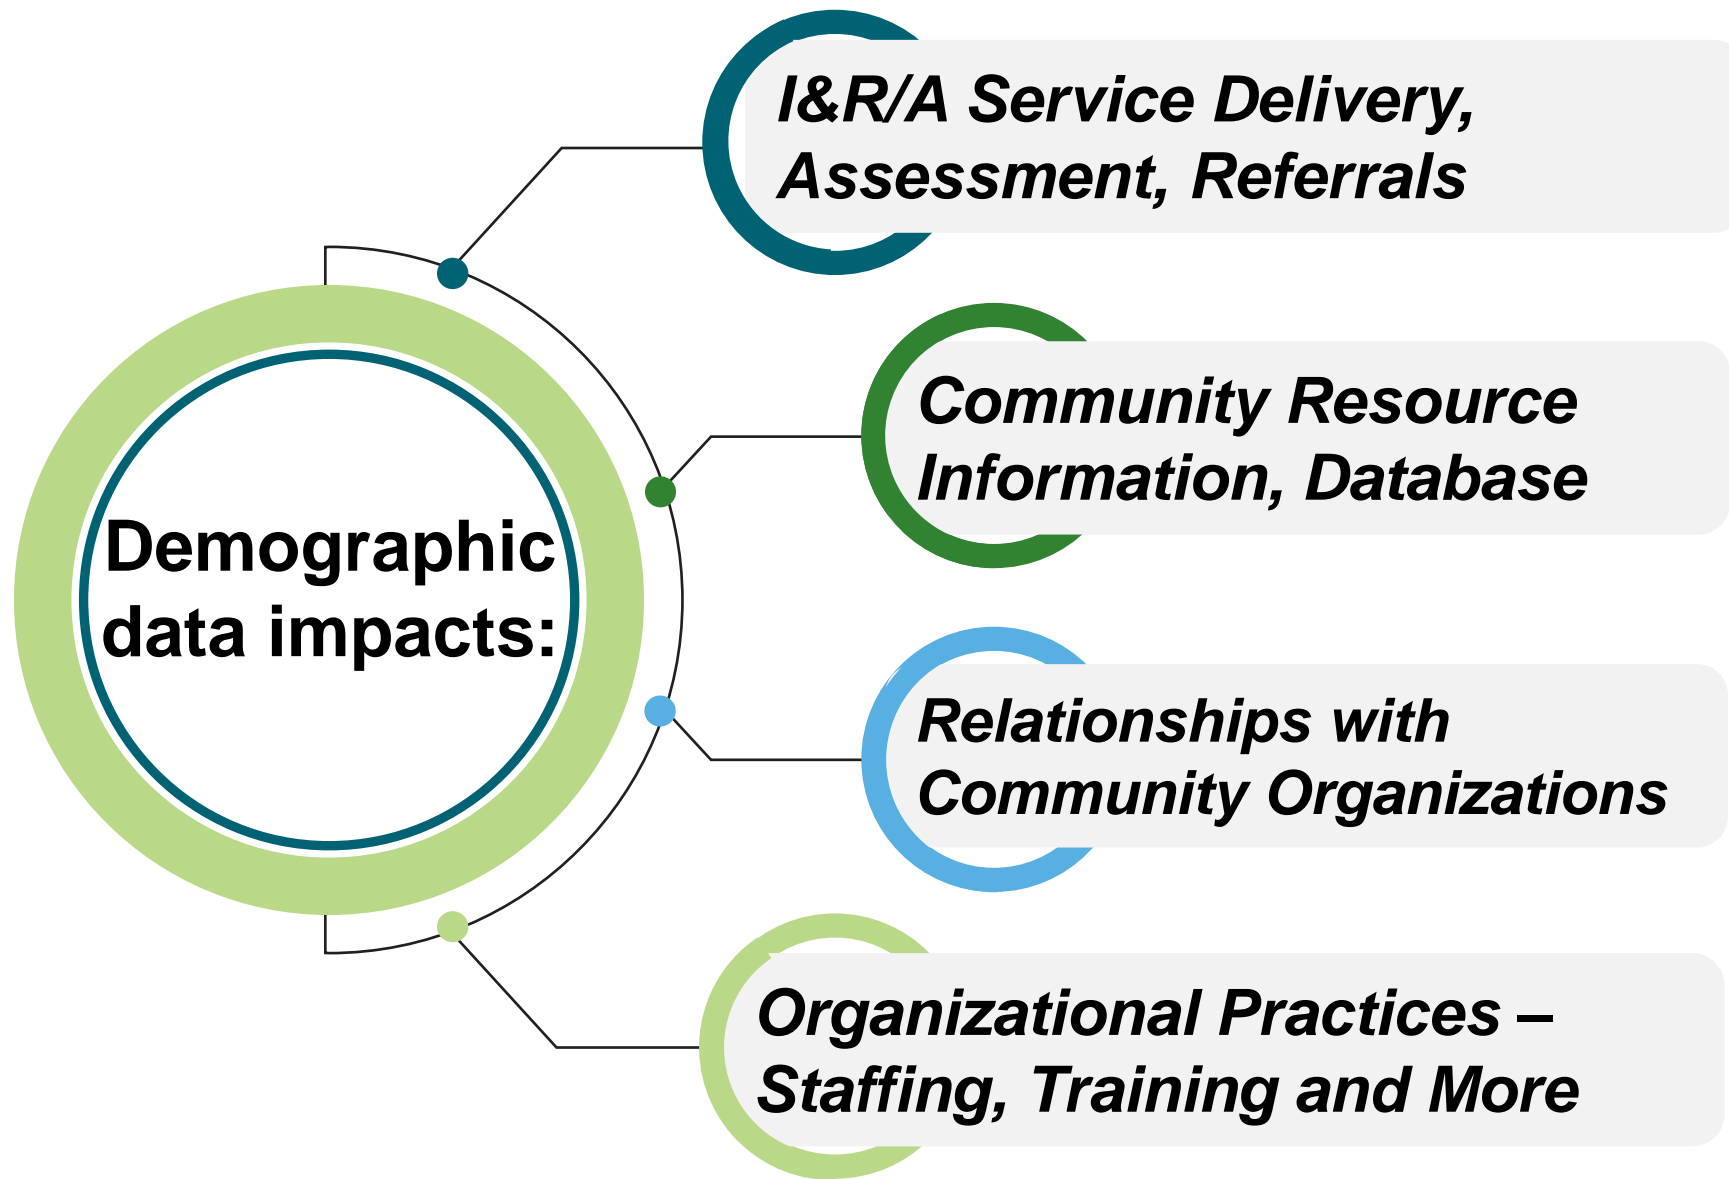 I&R/A Service Delivery,
Assessment, Referrals
Community Resource
Information, Database
Demographic
data impacts:
Relationships with
Community Organizations
Organizational Practices –
Staffing, Training and More